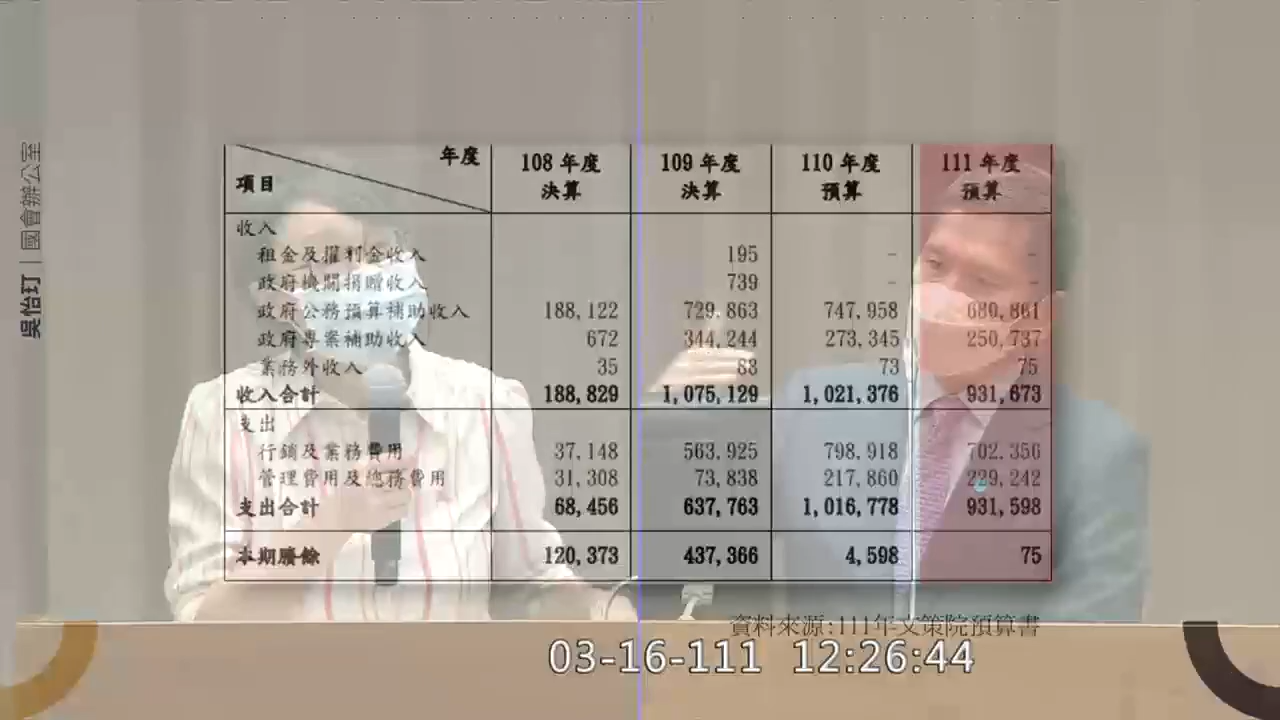 吳怡玎｜國會辦公室
年度 108 年度 109 年度 110 年度 111 年度
項目 決算 決算 預算 預算
收入
租金及權利金收入 195 - -
政府機關捐贈收入 739 - -
政府公務預算補助收入 188,122 729,863 747,958 680,861
政府專案補助收入 672 344,244 273,345 250,737
業務外收入 35 88 73 75
收入合計 188,829 1,075,129 1,021,376 931,673
支出
行銷及業務費用 37,148 563,925 798,918 702,356
管理費用及總務費用 31,308 73,838 217,860 229,242
支出合計 68,456 637,763 1,016,778 931,598
本期賸餘 120,373 437,366 4,598 75
資料來源:111年文策院預算書
03-16-111 12:26:44